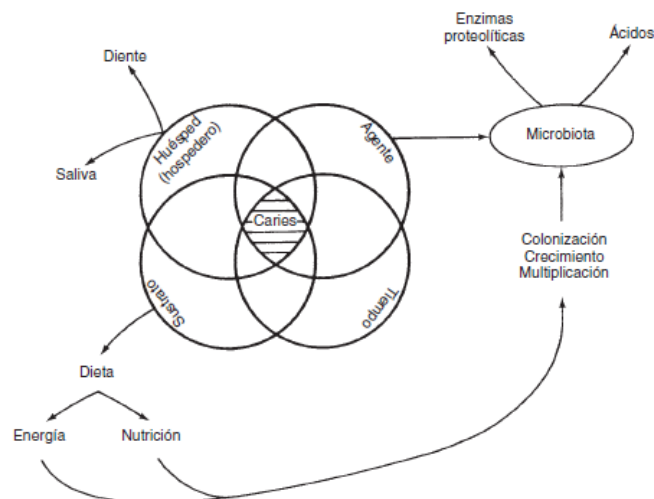 Enzimas
proteolíticas
Ácidos
Diente
Huésped
(hospedero)
Agente
Microbiota
Saliva
Caries
Colonización
Crecimiento
Multiplicación
Sustrato
Tiempo
Dieta
Energía
Nutrición